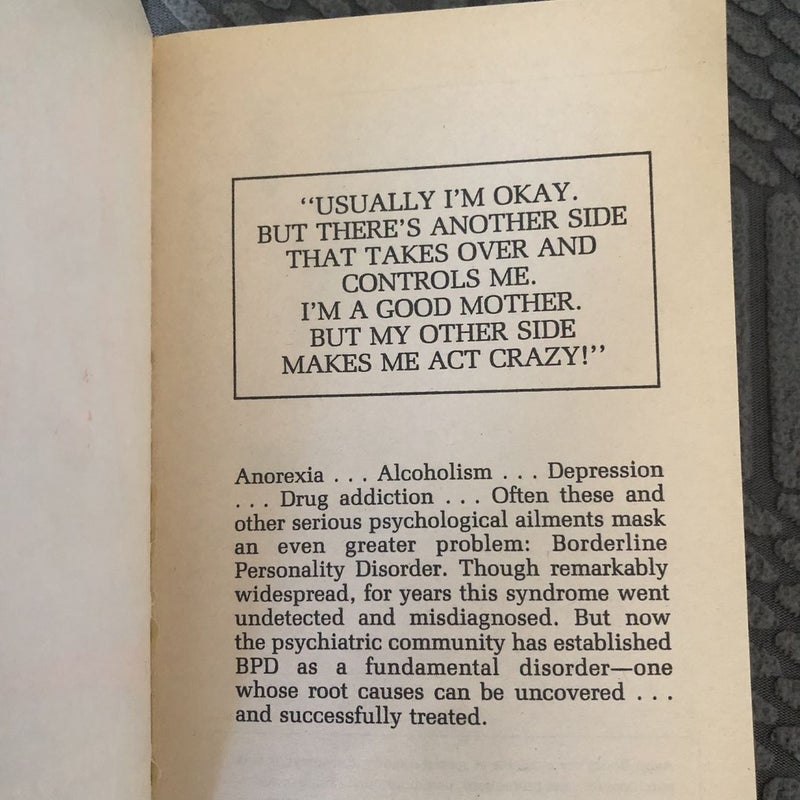 “USUALLY I’M OKAY.
BUT THERE’S ANOTHER SIDE
THAT TAKES OVER AND
CONTROLS ME.
I’M A GOOD MOTHER.
BUT MY OTHER SIDE
MAKES ME ACT CRAZY!”
Anorexia . . . Alcoholism . . . Depression
. . . Drug addiction . . . Often these and
other serious psychological ailments mask
an even greater problem: Borderline
Personality Disorder. Though remarkably
widespread, for years this syndrome went
undetected and misdiagnosed. But now
the psychiatric community has established
BPD as a fundamental disorder—one
whose root causes can be uncovered . . .
and successfully treated.